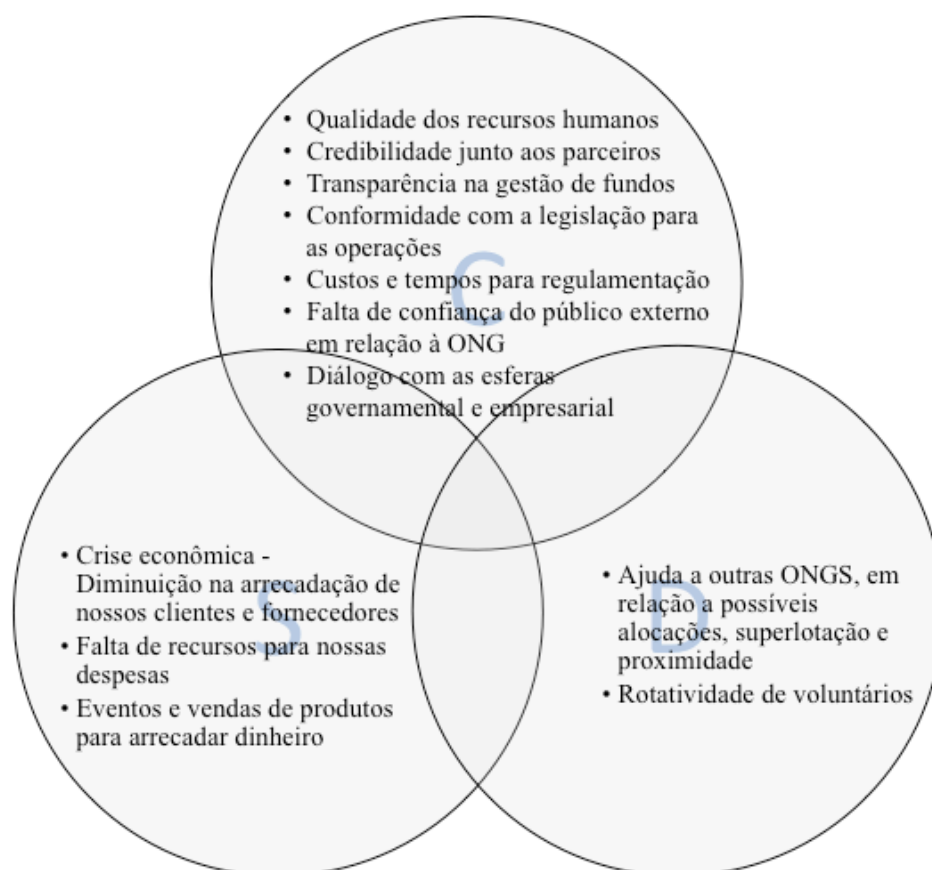 • Qualidade dos recursos humanos
• Credibilidade junto aos parceiros
• Transparência na gestão de fundos
• Conformidade com a legislação para
as operações
• Custos e tempos para regulamentação
• Falta de confiança do público externo
em relação à ONG
• Diálogo com as esferas
governamental e empresarial
C
• Crise econômica -
Diminuição na arrecadação de
nossos clientes e fornecedores
• Falta de recursos para nossas
despesas
• Eventos e vendas de produtos
para arrecadar dinheiro
S
• Ajuda a outras ONGS, em
relação a possíveis
alocações, superlotação e
proximidade
• Rotatividade de voluntários
D